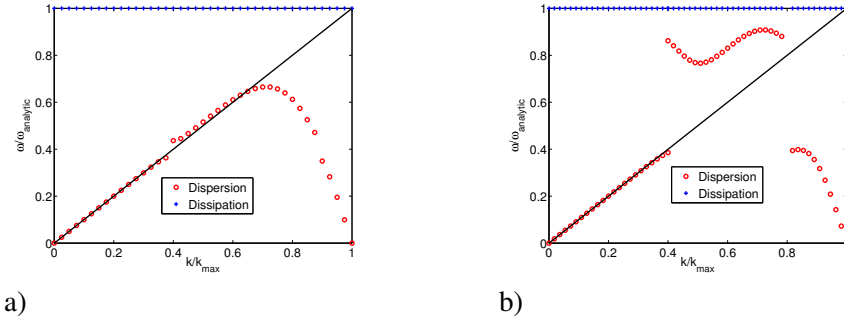 1
0.8
0.6
0.4
0.2
0
0 0.2 0.4 0.6 0.8 1
ω/ω_analytic
k/k_max
Dispersion
Dissipation
a)
1
0.8
0.6
0.4
0.2
0
0 0.2 0.4 0.6 0.8
ω/ω_analytic
k/k_max
Dispersion
Dissipation
b)